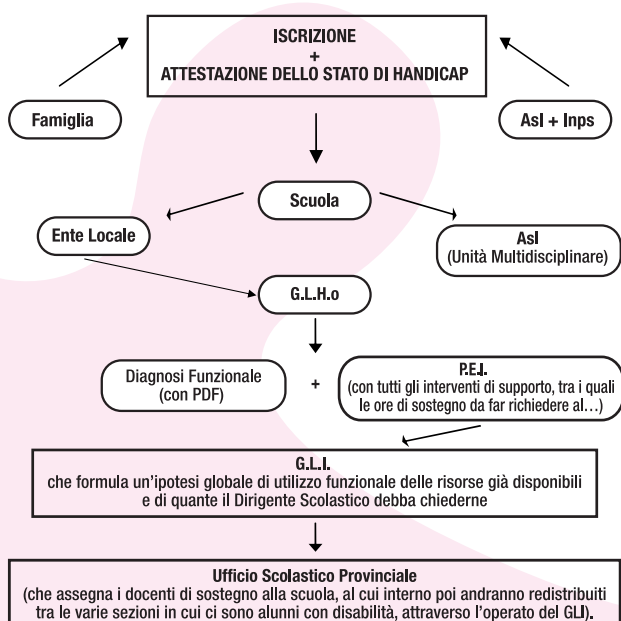 ISCRIZIONE
+
ATTESTAZIONE DELLO STATO DI HANDICAP
Famiglia
Asl + Inps
Scuola
Ente Locale
Asl
(Unità Multidisciplinare)
G.L.H.o
Diagnosi Funzionale
(con PDF)
+
P.E.I.
(con tutti gli interventi di supporto, tra i quali
le ore di sostegno da far richiedere al...)
G.L.I.
che formula un'ipotesi globale di utilizzo funzionale delle risorse già disponibili
e di quante il Dirigente Scolastico debba chiederne
Ufficio Scolastico Provinciale
(che assegna i docenti di sostegno alla scuola, al cui interno poi andranno redistribuiti
tra le varie sezioni in cui ci sono alunni con disabilità, attraverso l'operato del GLI).